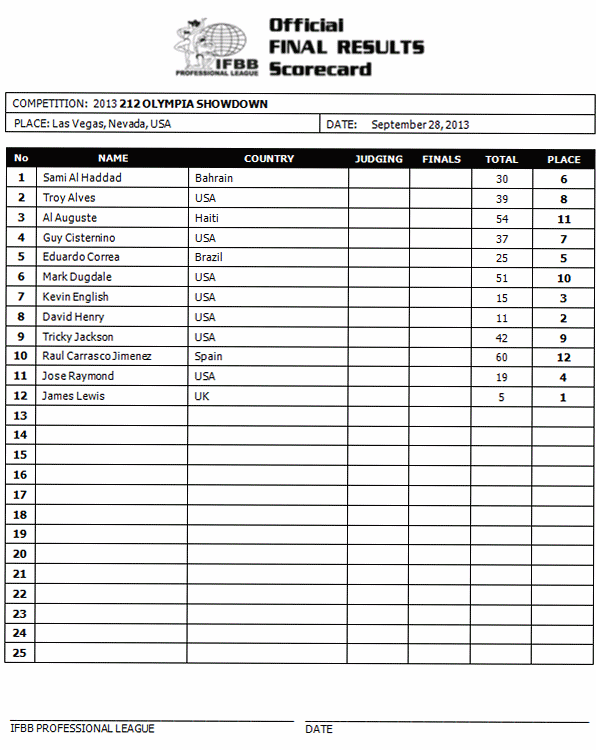 IFBB
PROFESSIONAL LEAGUE
Official
FINAL RESULTS
Scorecard
COMPETITION: 2013 212 OLYMPIA SHOWDOWN
PLACE: Las Vegas, Nevada, USA DATE: September 28, 2013
No NAME COUNTRY JUDGING FINALS TOTAL PLACE
1 Sami Al Haddad Bahrain 30 6
2 Troy Alves USA 39 8
3 Al Auguste Haiti 54 11
4 Guy Cisternino USA 37 7
5 Eduardo Correa Brazil 25 5
6 Mark Dugdale USA 51 10
7 Kevin English USA 15 3
8 David Henry USA 11 2
9 Tricky Jackson USA 42 9
10 Raul Carrasco Jimenez Spain 60 12
11 Jose Raymond USA 19 4
12 James Lewis UK 5 1
13
14
15
16
17
18
19
20
21
22
23
24
25
IFBB PROFESSIONAL LEAGUE DATE